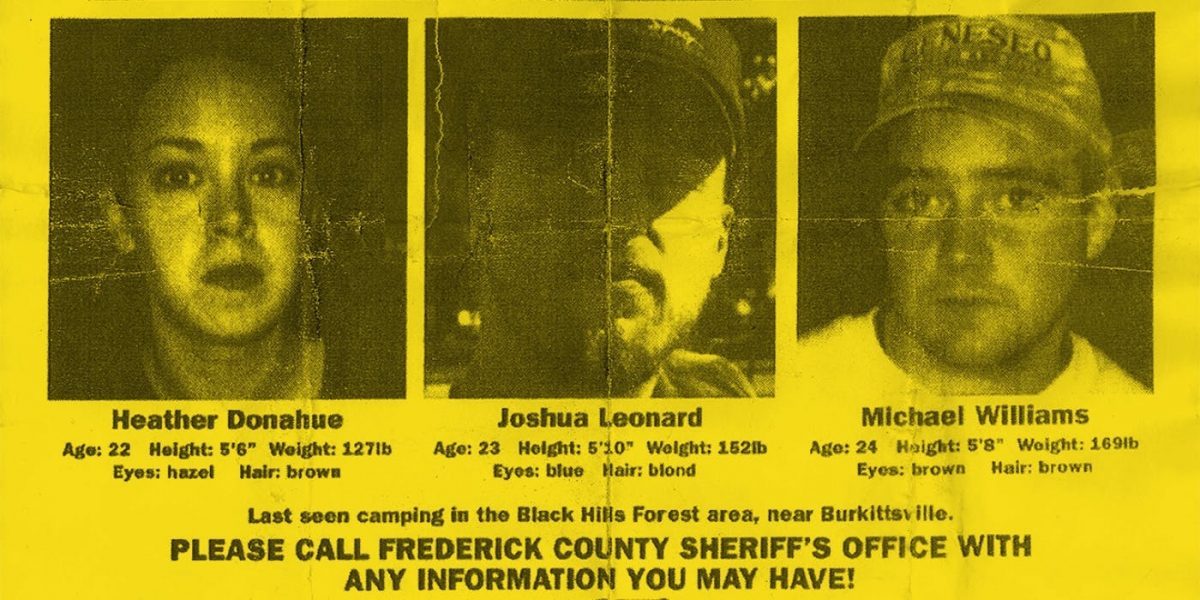 Heather Donahue
Age: 22 Height: 5'6" Weight: 127lb
Eyes: hazel Hair: brown
Joshua Leonard
Age: 23 Height: 5'10" Weight: 152lb
Eyes: blue Hair: blond
Michael Williams
Age: 24 Height: 5'8" Weight: 169lb
Eyes: brown Hair: brown
Last seen camping in the Black Hills Forest area, near Burkittsville.
PLEASE CALL FREDERICK COUNTY SHERIFF'S OFFICE WITH
ANY INFORMATION YOU MAY HAVE!